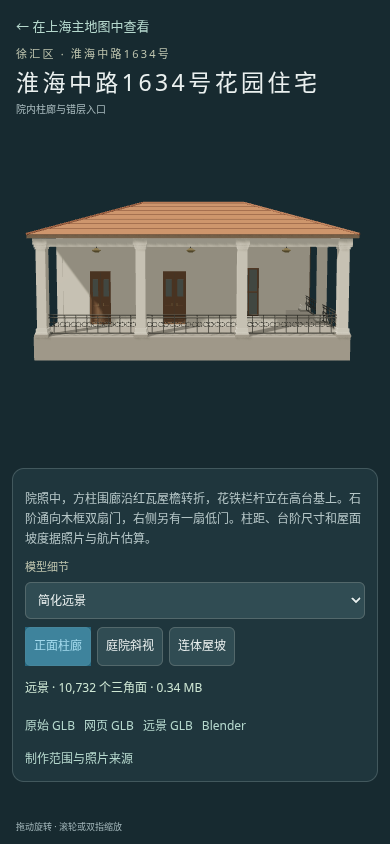 ← 在上海主地图中查看
徐汇区 · 淮海中路1634号
淮海中路1634号花园住宅
院内柱廊与错层入口
院照中，方柱围廊沿红瓦屋檐转折，花铁栏杆立在高台基上。石
阶通向木框双扇门，右侧另有一扇低门。柱距、台阶尺寸和屋面
坡度据照片与航片估算。
模型细节
简化远景
正面柱廊 庭院斜视 连体屋坡
远景 · 10,732 个三角面 · 0.34 MB
原始 GLB 网页 GLB 远景 GLB Blender
制作范围与照片来源
拖动旋转 · 滚轮或双指缩放